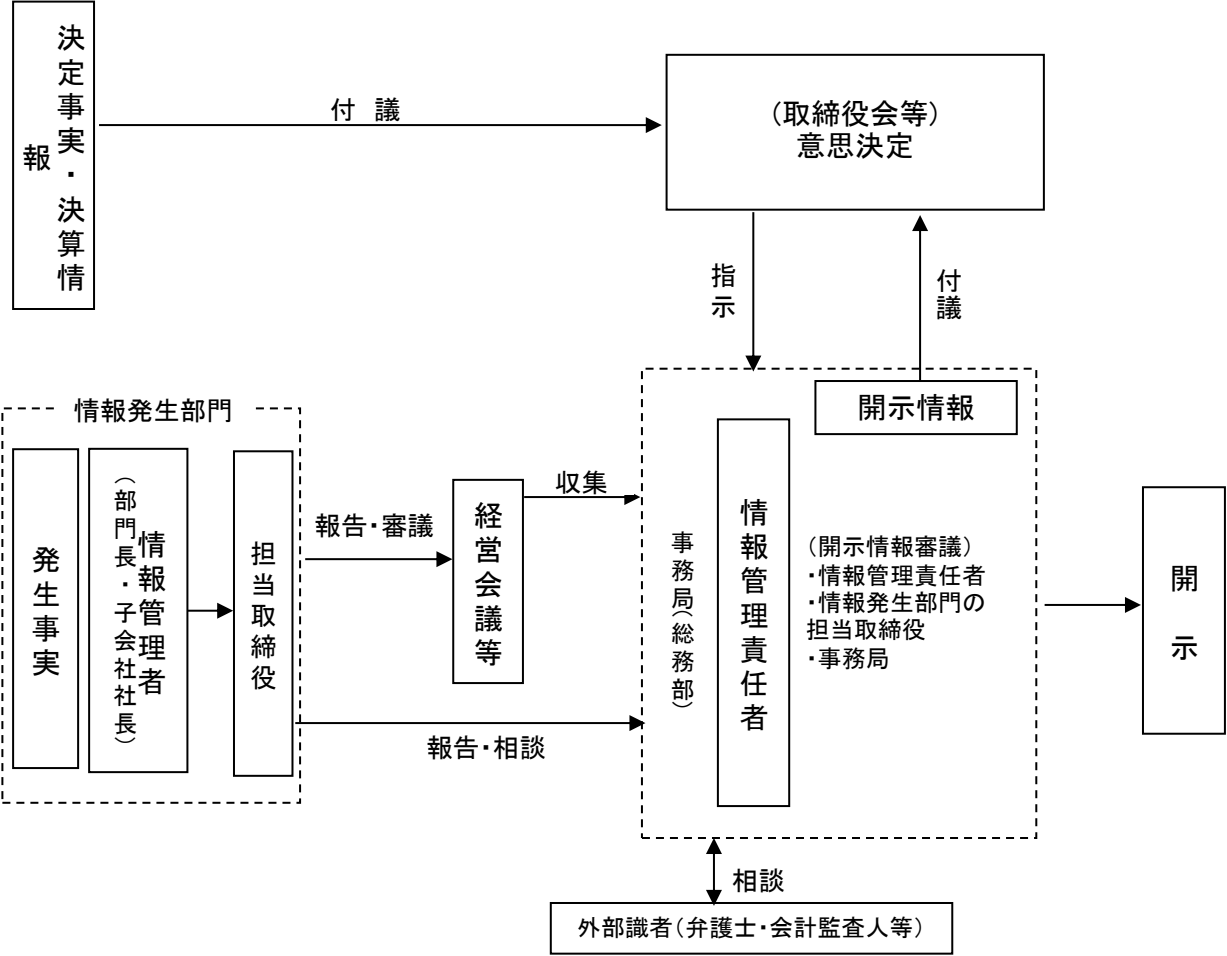 決定事実・決算情
報
付　議
(取締役会等)
意思決定
指示
付議
情報発生部門
発生事実
(部門長・子会社社長)
情報管理者
担当取締役
報告・審議
経営会議等
収集
報告・相談
事務局(総務部)
情報管理責任者
開示情報
(開示情報審議)
・情報管理責任者
・情報発生部門の
担当取締役
・事務局
開　示
相談
外部識者(弁護士・会計監査人等)